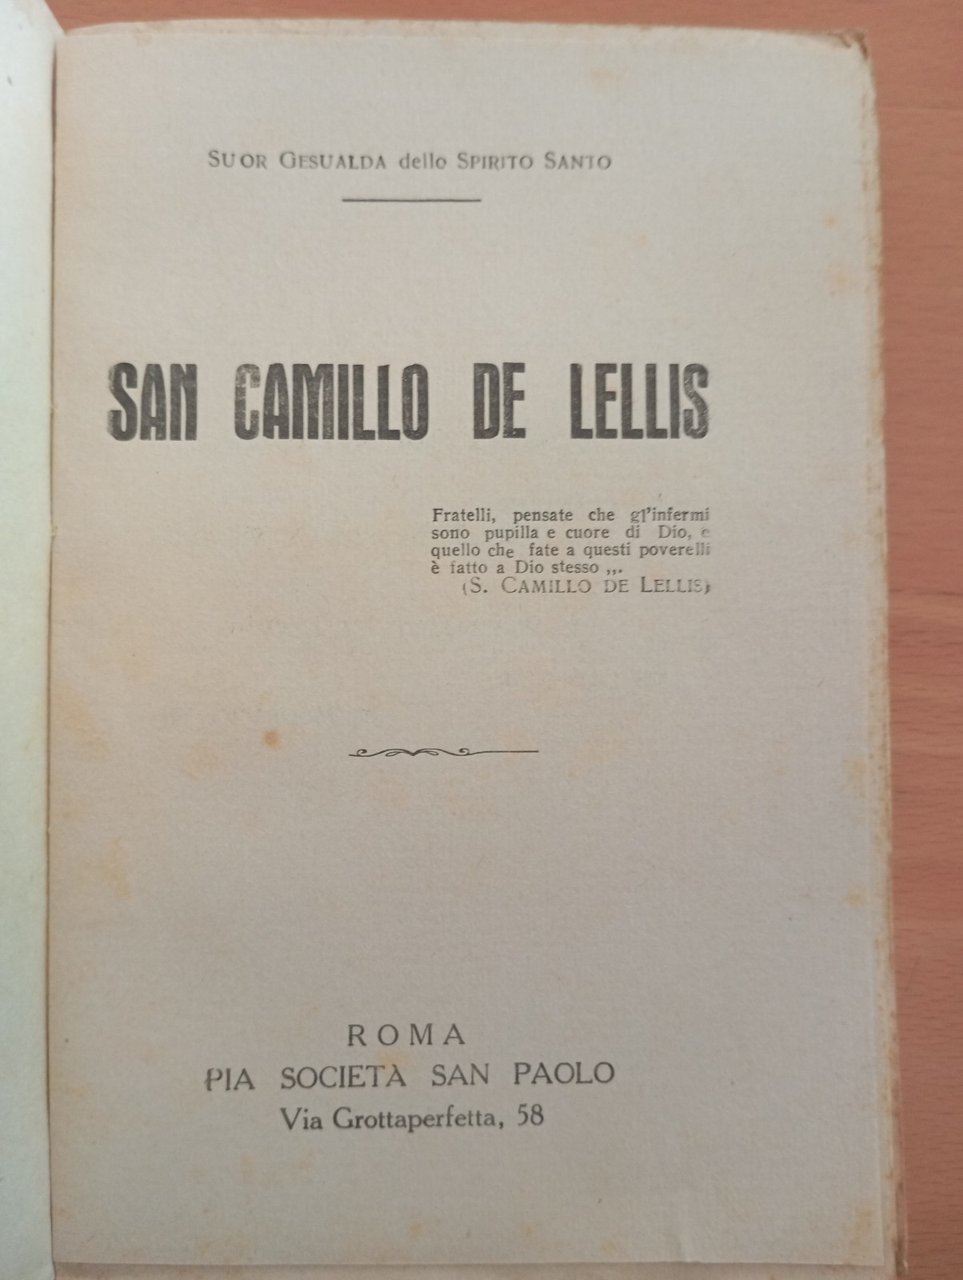 SUOR GESUALDA dello SPIRITO SANTO
SAN CAMILLO DE LELLIS
Fratelli, pensate che gl'infermi
sono pupilla e cuore di Dio, e
quello che fate a questi poverelli
è fatto a Dio stesso ,,.
(S. CAMILLO DE LELLIS)
ROMA
PIA SOCIETÀ SAN PAOLO
Via Grottaperfetta, 58